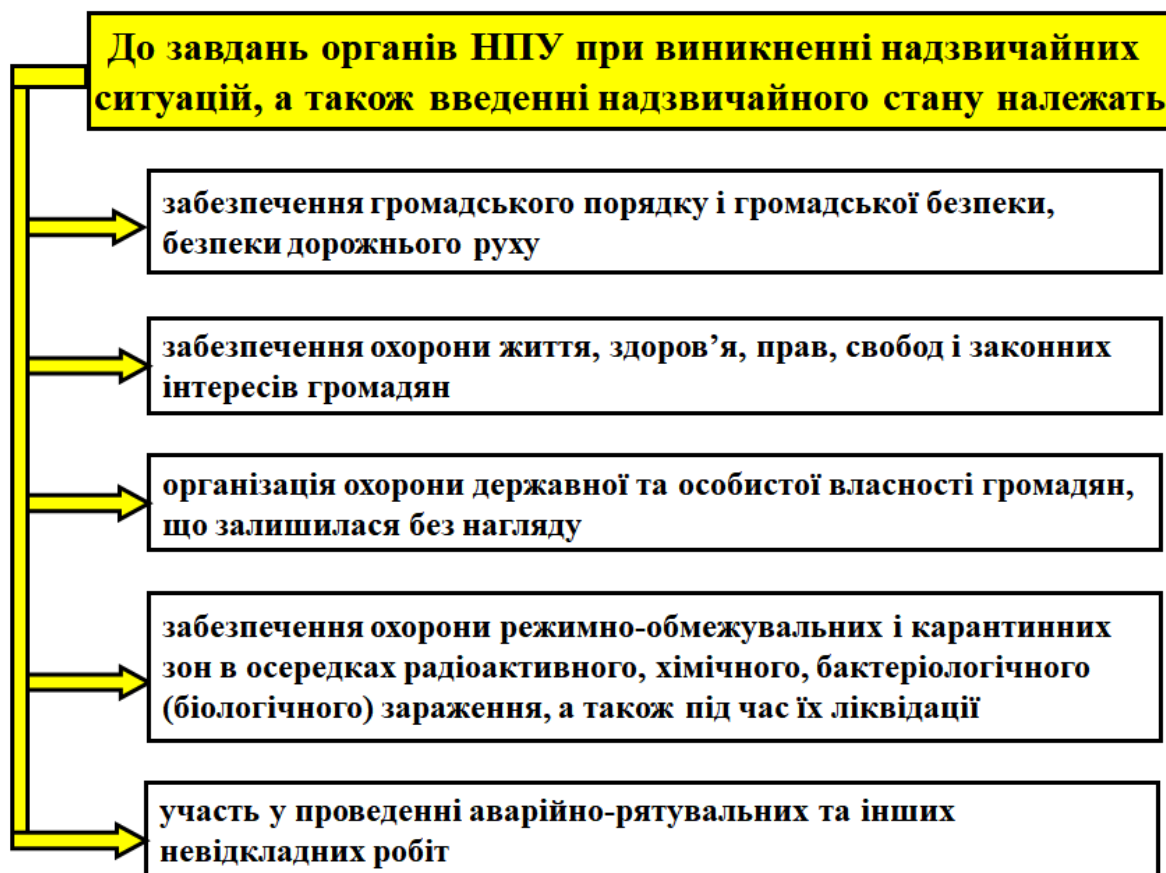 До завдань органів НПУ при виникненні надзвичайних
ситуацій, а також введенні надзвичайного стану належать
забезпечення громадського порядку і громадської безпеки,
безпеки дорожнього руху
забезпечення охорони життя, здоров’я, прав, свобод і законних
інтересів громадян
організація охорони державної та особистої власності громадян,
що залишилася без нагляду
забезпечення охорони режимно-обмежувальних і карантинних
зон в осередках радіоактивного, хімічного, бактеріологічного
(біологічного) зараження, а також під час їх ліквідації
участь у проведенні аварійно-рятувальних та інших
невідкладних робіт